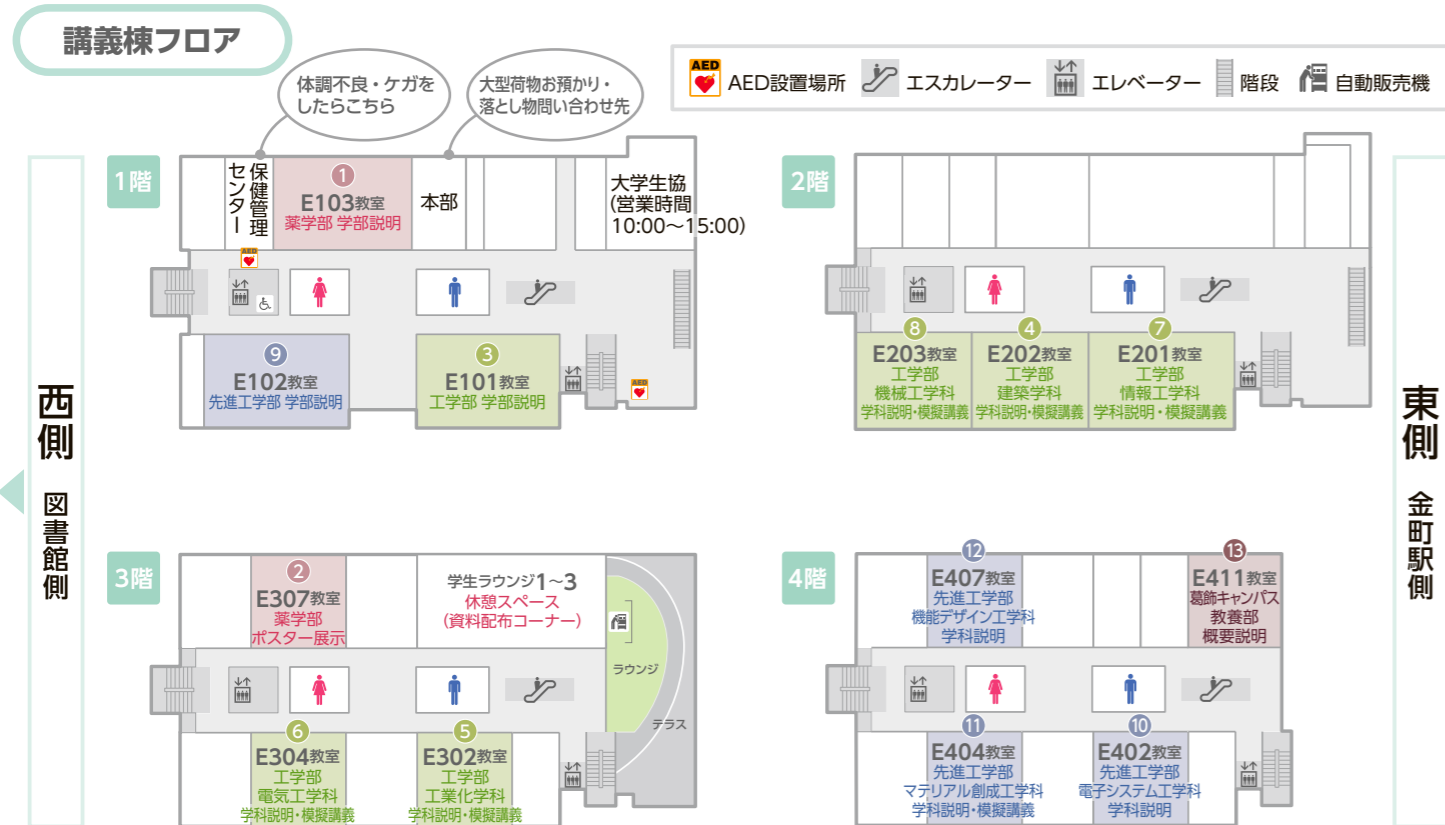 講義棟フロア
体調不良・ケガを
したらこちら
大型荷物お預かり・
落とし物問い合わせ先
AED
AED設置場所
エスカレーター
エレベーター
階段
自動販売機
西側 図書館側
東側 金町駅側
1階
保健管理
センター
1
E103教室
薬学部 学部説明
本部
大学生協
(営業時間
10:00～15:00)
AED
9
E102教室
先進工学部 学部説明
3
E101教室
工学部 学部説明
AED
2階
8
E203教室
工学部
機械工学科
学科説明・模擬講義
4
E202教室
工学部
建築学科
学科説明・模擬講義
7
E201教室
工学部
情報工学科
学科説明・模擬講義
3階
2
E307教室
薬学部
ポスター展示
学生ラウンジ1～3
休憩スペース
(資料配布コーナー)
ラウンジ
テラス
6
E304教室
工学部
電気工学科
学科説明・模擬講義
5
E302教室
工学部
工業化学科
学科説明・模擬講義
4階
12
E407教室
先進工学部
機能デザイン工学科
学科説明
13
E411教室
葛飾キャンパス
教養部
概要説明
11
E404教室
先進工学部
マテリアル創成工学科
学科説明・模擬講義
10
E402教室
先進工学部
電子システム工学科
学科説明